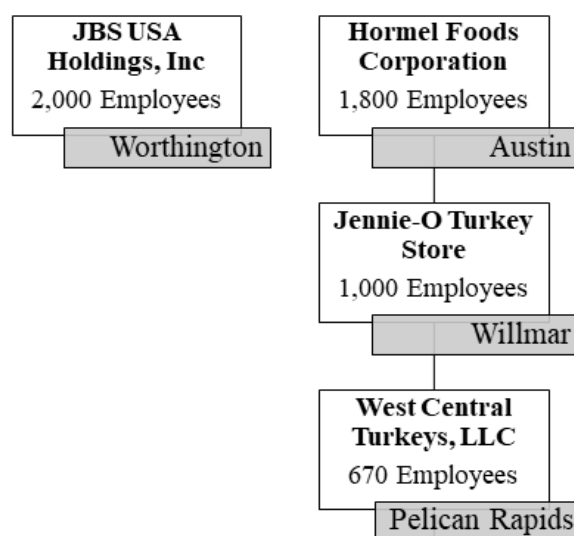 JBS USA
Holdings, Inc
2,000 Employees
Worthington
Hormel Foods
Corporation
1,800 Employees
Austin
Jennie-O Turkey
Store
1,000 Employees
Willmar
West Central
Turkeys, LLC
670 Employees
Pelican Rapids